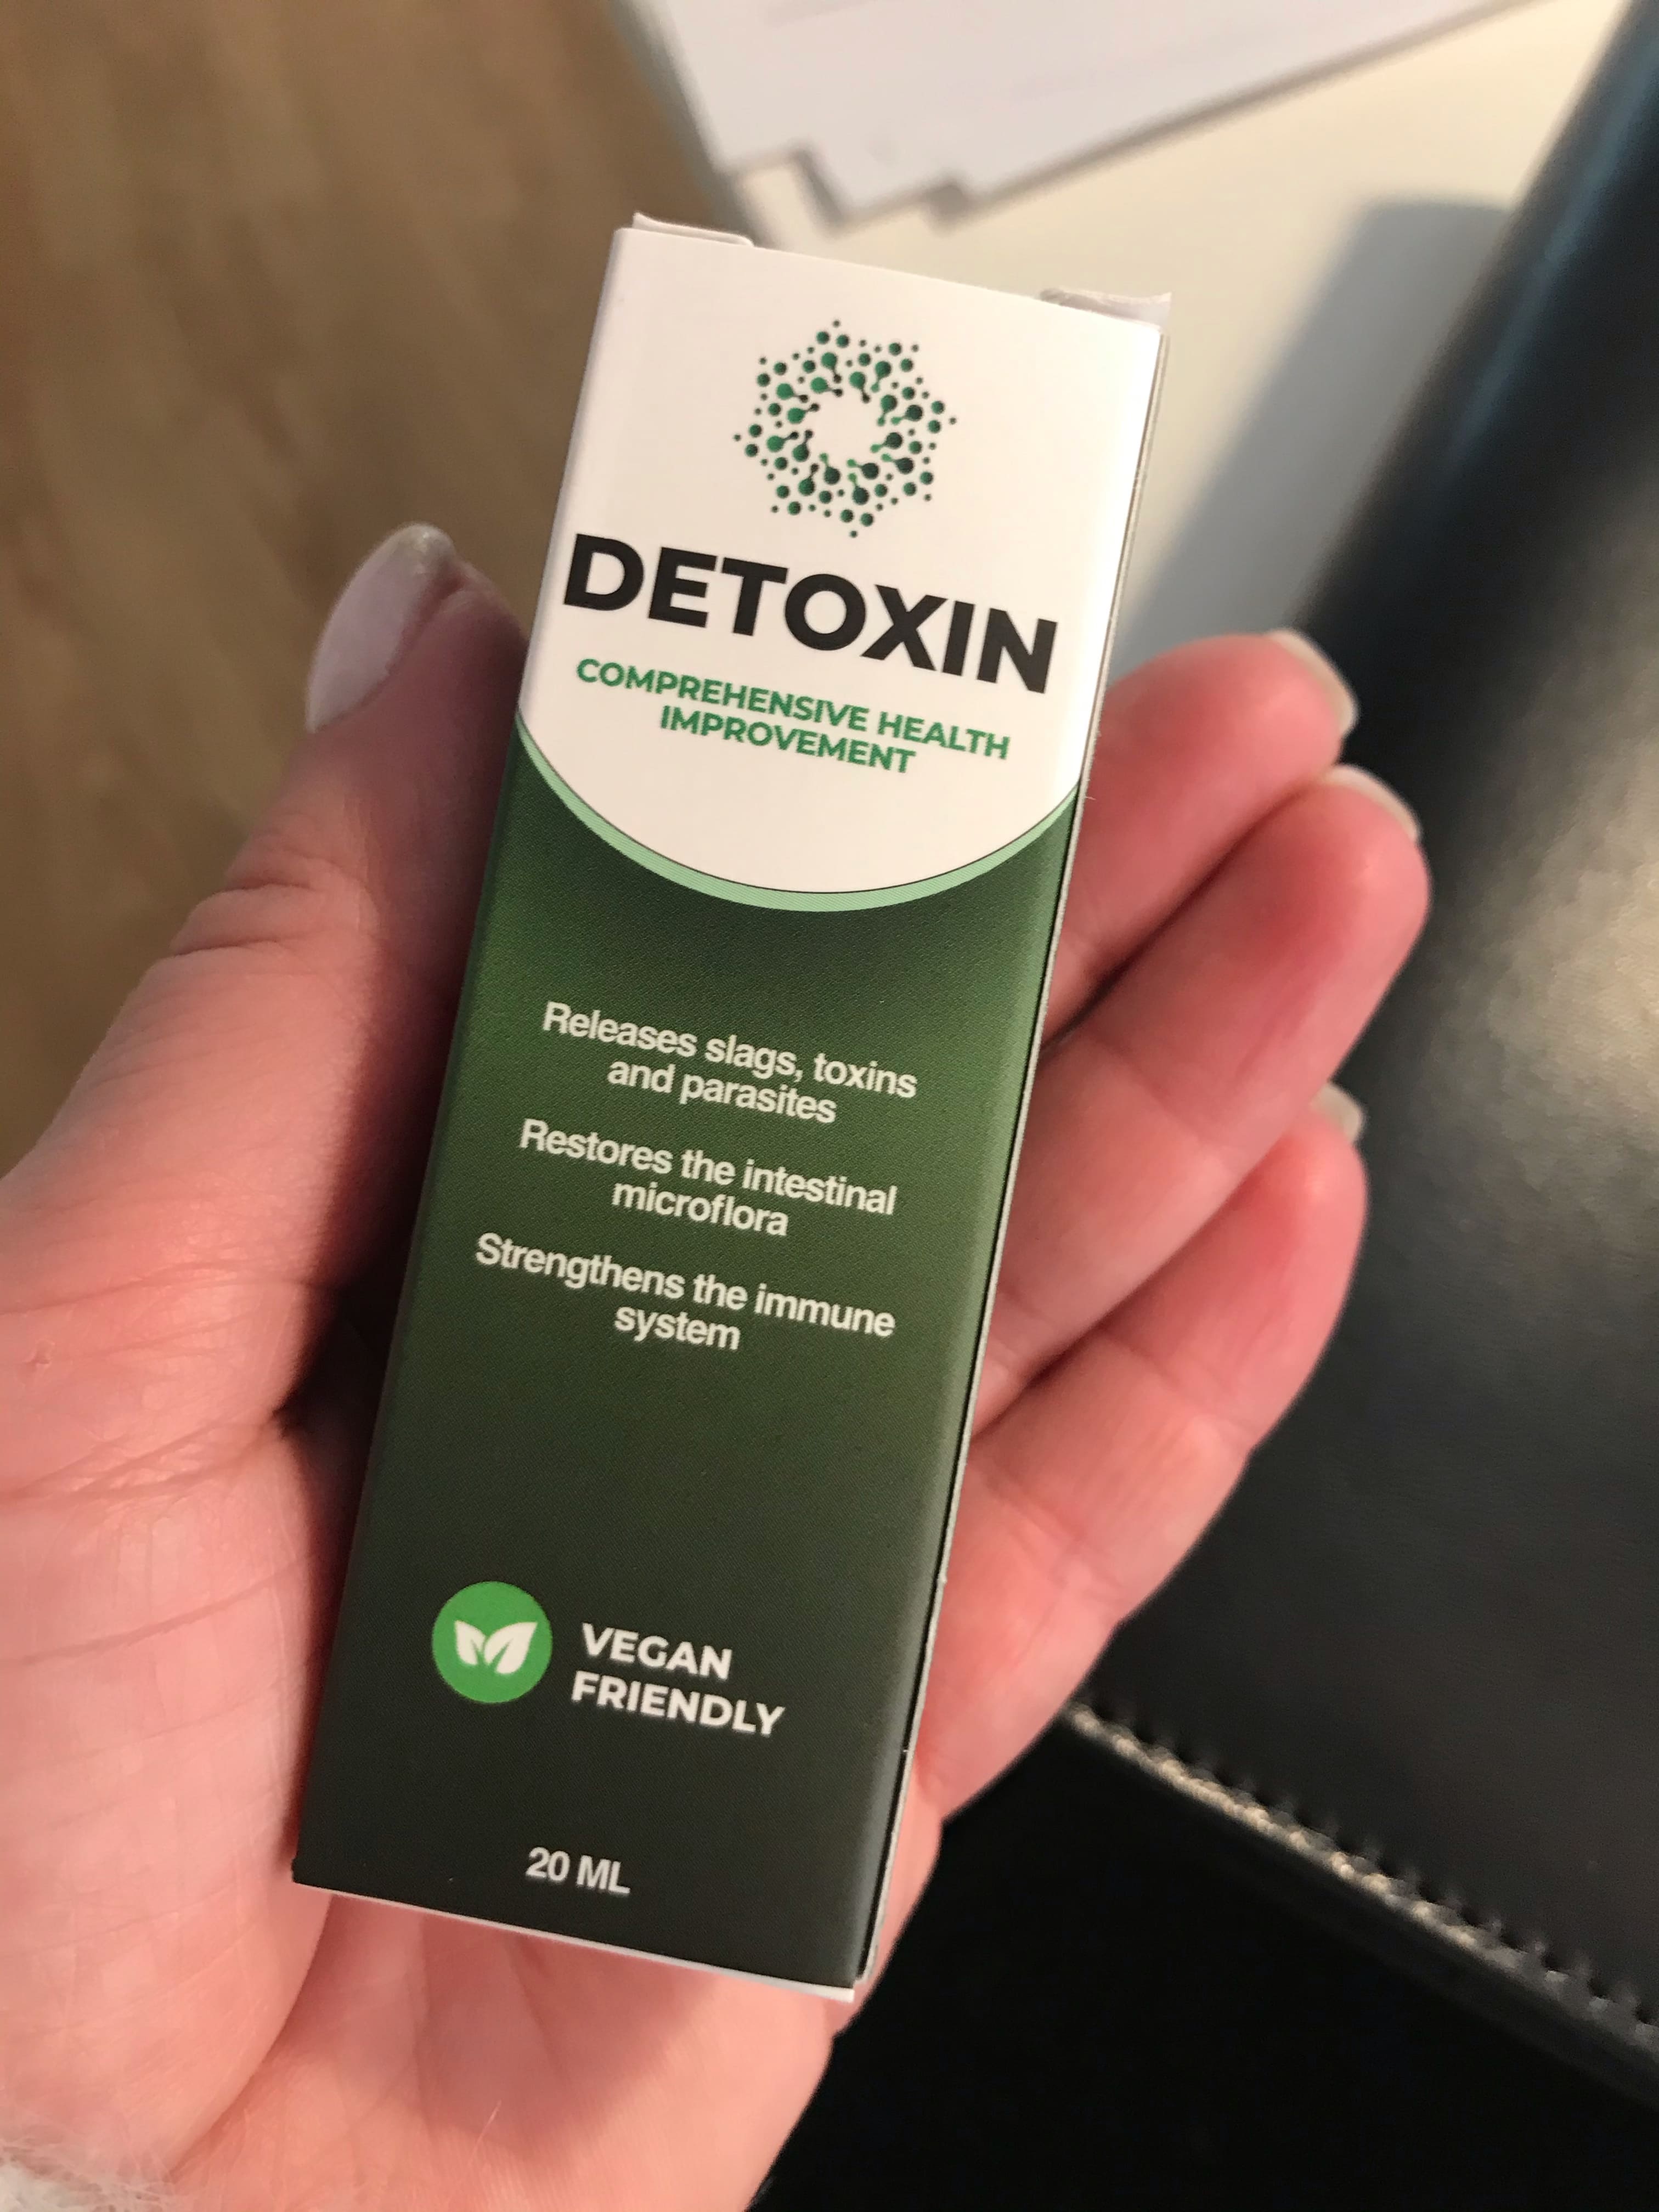 DETOXIN
COMPREHENSIVE HEALTH
IMPROVEMENT
Releases slags, toxins
and parasites
Restores the intestinal
microflora
Strengthens the immune
system
VEGAN
FRIENDLY
20 ML